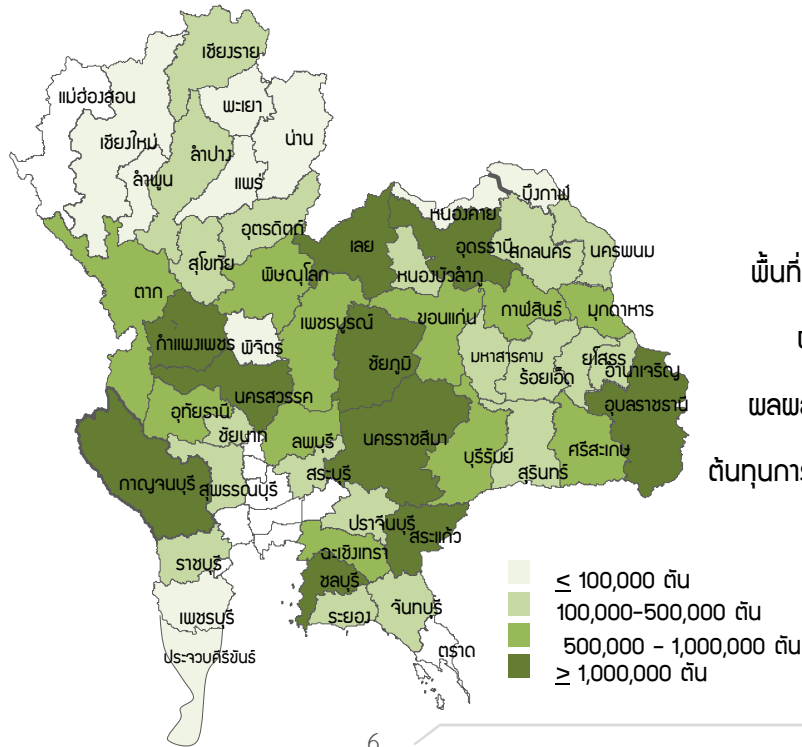 เชียงราย
แม่ฮ่องสอน
พะเยา
เชียงใหม่
น่าน
ลำปาง
ลำพูน
แพร่
บึงกาฬ
หนองคาย
อุตรดิตถ์
เลย
อุดรธานี
สกลนคร
นครพนม
สุโขทัย
พิษณุโลก
หนองบัวลำภู
ตาก
เพชรบูรณ์
ขอนแก่น
กาฬสินธุ์
มุกดาหาร
กำแพงเพชร
พิจิตร
ชัยภูมิ
มหาสารคาม
ร้อยเอ็ด
ยโสธร
อำนาเจริญ
นครสวรรค์
อุบลราชธานี
อุทัยธานี
ชัยนาท
ลพบุรี
นครราชสีมา
บุรีรัมย์
สุรินทร์
ศรีสะเกษ
กาญจนบุรี
สุพรรณบุรี
สระบุรี
ปราจีนบุรี
สระแก้ว
ฉะเชิงเทรา
ราชบุรี
ชลบุรี
เพชรบุรี
ระยอง
จันทบุรี
ตราด
ประจวบคีรีขันธ์
พื้นที่
ผลผ
ต้นทุนการ
≤ 100,000 ตัน
100,000-500,000 ตัน
500,000 - 1,000,000 ตัน
≥ 1,000,000 ตัน
6